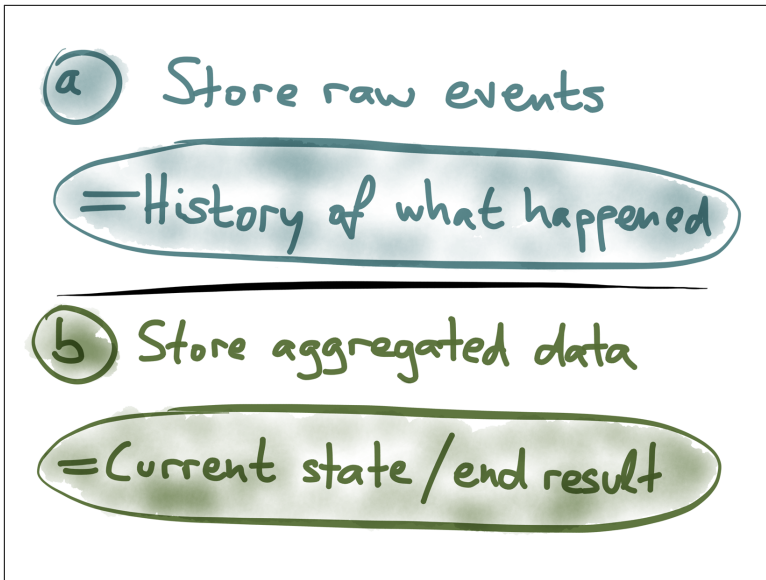 a Store raw events
=History of what happened
b Store aggregated data
=Current state/end result